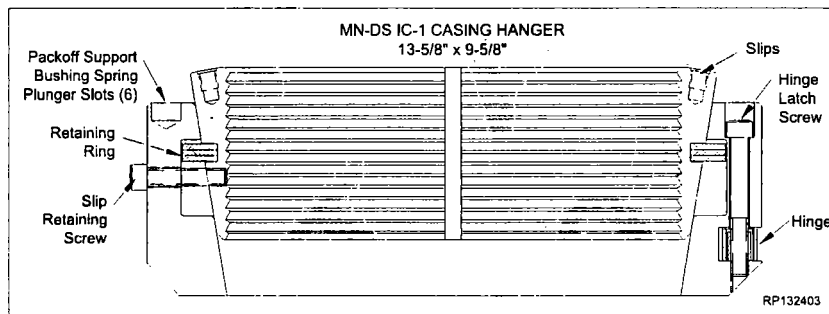 MN-DS IC-1 CASING HANGER
13-5/8" x 9-5/8"
Packoff Support
Bushing Spring
Plunger Slots (6)
Retaining
Ring
Slip
Retaining
Screw
Slips
Hinge
Latch
Screw
Hinge
RP132403